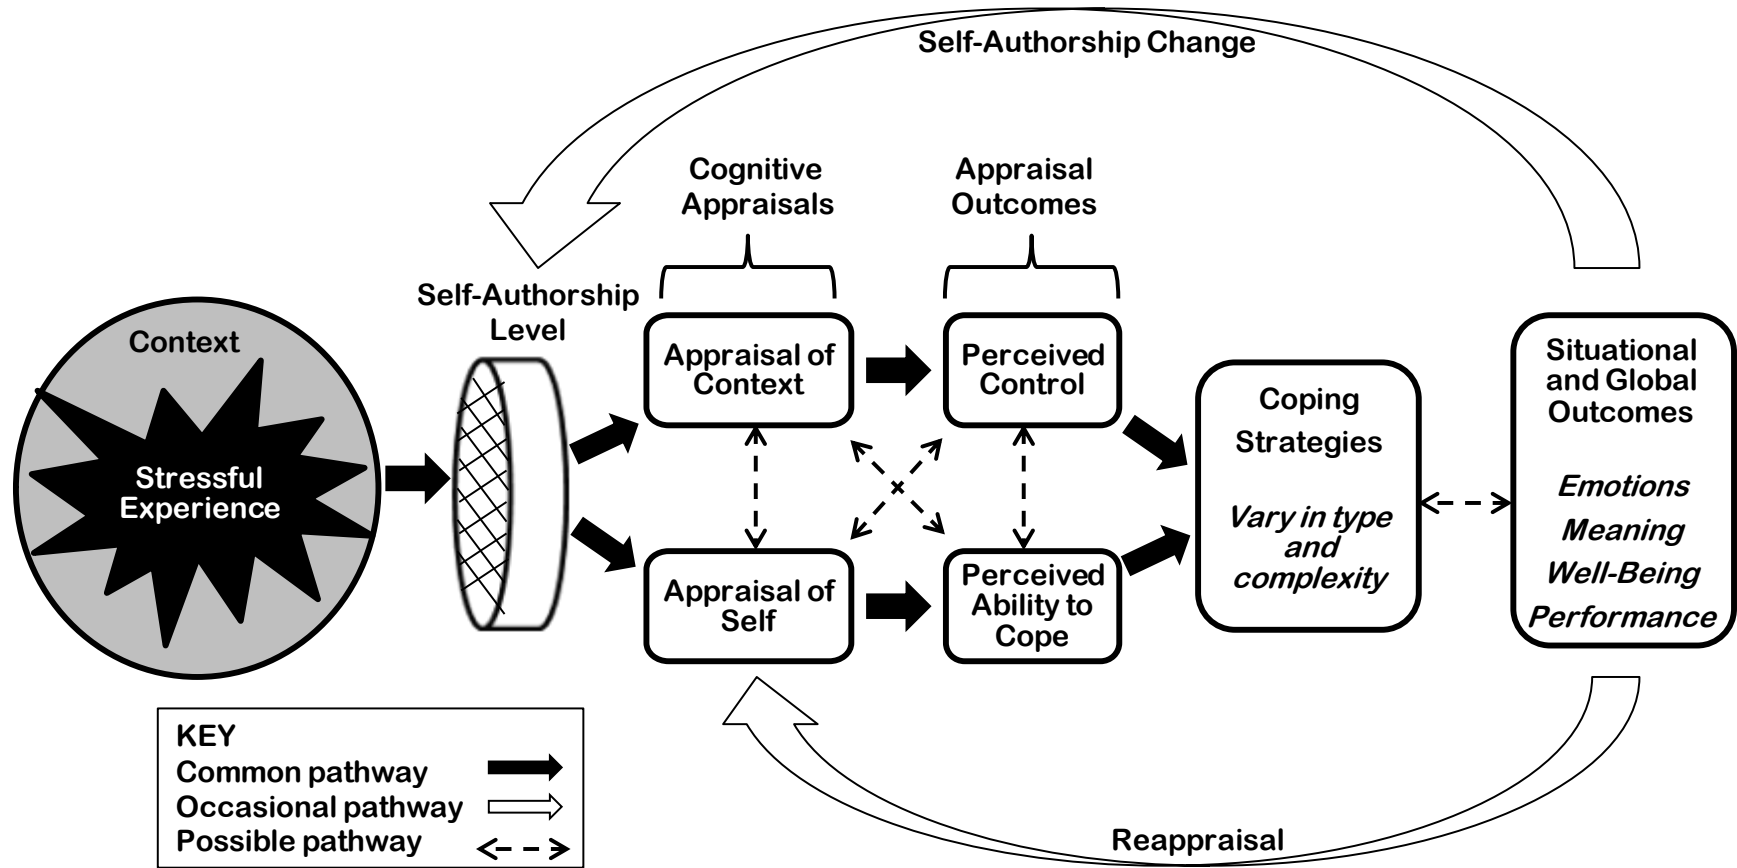 Self-Authorship Change
Cognitive
Appraisals
Appraisal
Outcomes
Self-Authorship
Level
Context
Stressful
Experience
Appraisal of
Context
Perceived
Control
Appraisal of
Self
Perceived
Ability to
Cope
Coping
Strategies
Vary in type
and
complexity
Situational
and Global
Outcomes
Emotions
Meaning
Well-Being
Performance
KEY
Common pathway
Occasional pathway
Possible pathway
Reappraisal